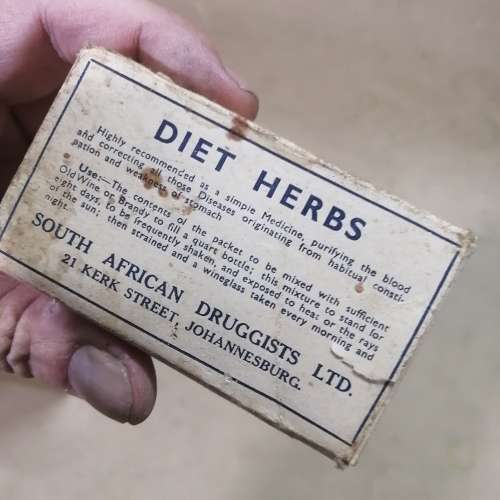 DIET HERBS
Highly recommended as a simple Medicine, purifying the blood
and correcting all those Diseases originating from habitual consti-
pation and weakness of stomach
Use:—The contents of the packet to be mixed with sufficient
Old Wine or Brandy to fill a quart bottle; this mixture to stand for
eight days, to be frequently shaken, and exposed to heat or the rays
of the sun; then strained and a wineglass taken every morning and
night.
SOUTH AFRICAN DRUGGISTS LTD.
21 KERK STREET, JOHANNESBURG.